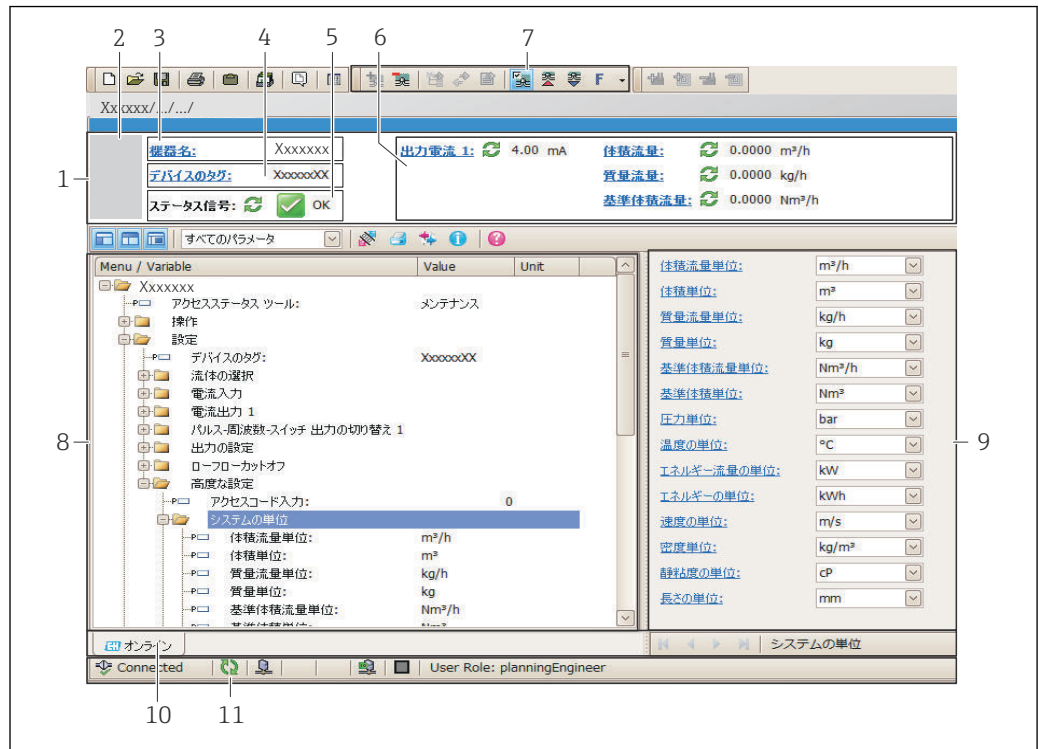 2 3 4 5 6 7
F
Xxxxxx/.../.../
1
機器名: Xxxxxxx
デバイスのタグ: XxxxxxXX
ステータス信号: OK
出力電流 1: 4.00 mA
体積流量: 0.0000 m³/h
質量流量: 0.0000 kg/h
基準体積流量: 0.0000 Nm³/h
すべてのパラメータ
8
Menu / Variable Value Unit
Xxxxxxx
アクセスステータス ツール: メンテナンス
操作
設定
デバイスのタグ: XxxxxxXX
流体の選択
電流入力
電流出力 1
パルス-周波数-スイッチ 出力の切り替え 1
出力の設定
ローフローカットオフ
高度な設定
アクセスコード入力: 0
システムの単位
体積流量単位: m³/h
体積単位: m³
質量流量単位: kg/h
質量単位: kg
基準体積流量単位: Nm³/h
基準体積単位: Nm³
体積流量単位: m³/h
体積単位: m³
質量流量単位: kg/h
質量単位: kg
基準体積流量単位: Nm³/h
基準体積単位: Nm³
圧力単位: bar
温度の単位: °C
エネルギー流量の単位: kW
エネルギーの単位: kWh
速度の単位: m/s
密度単位: kg/m³
静粘度の単位: cP
長さの単位: mm
9
オンライン
システムの単位
Connected
User Role: planningEngineer
10 11